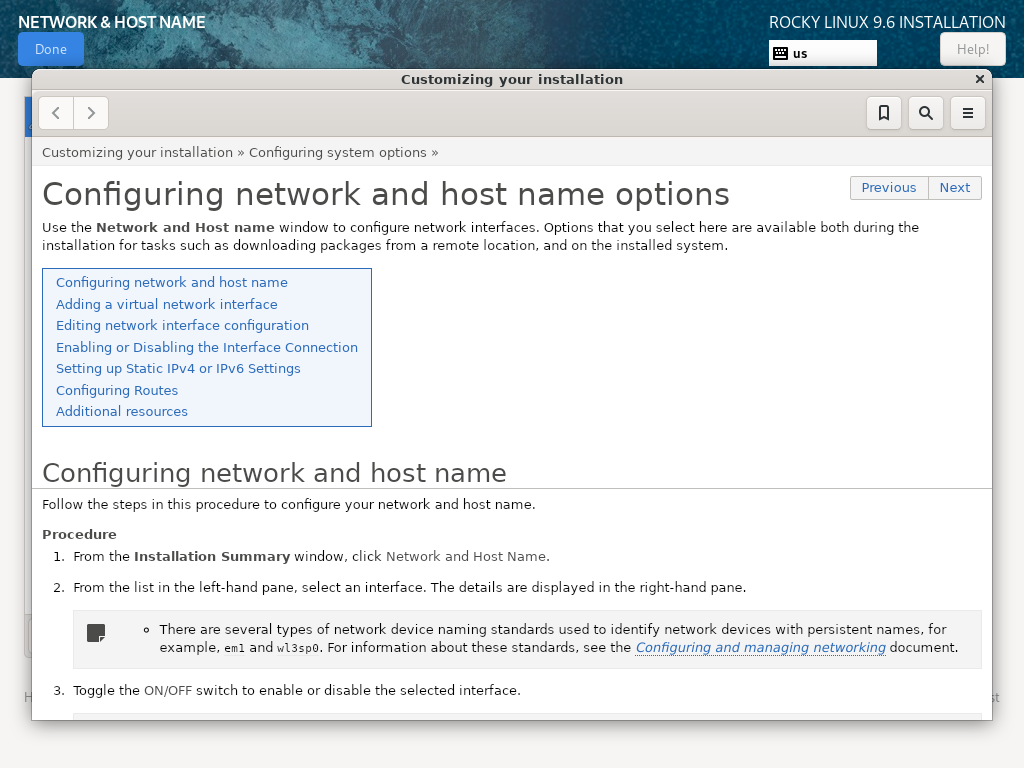 NETWORK & HOST NAME
ROCKY LINUX 9.6 INSTALLATION
Done
us
Help!
Customizing your installation
Customizing your installation » Configuring system options »
Configuring network and host name options
Previous
Next
Use the Network and Host name window to configure network interfaces. Options that you select here are available both during the
installation for tasks such as downloading packages from a remote location, and on the installed system.
Configuring network and host name
Adding a virtual network interface
Editing network interface configuration
Enabling or Disabling the Interface Connection
Setting up Static IPv4 or IPv6 Settings
Configuring Routes
Additional resources
Configuring network and host name
Follow the steps in this procedure to configure your network and host name.
Procedure
1. From the Installation Summary window, click Network and Host Name.
2. From the list in the left-hand pane, select an interface. The details are displayed in the right-hand pane.
◦ There are several types of network device naming standards used to identify network devices with persistent names, for
example, em1 and wl3sp0. For information about these standards, see the Configuring and managing networking document.
3. Toggle the ON/OFF switch to enable or disable the selected interface.